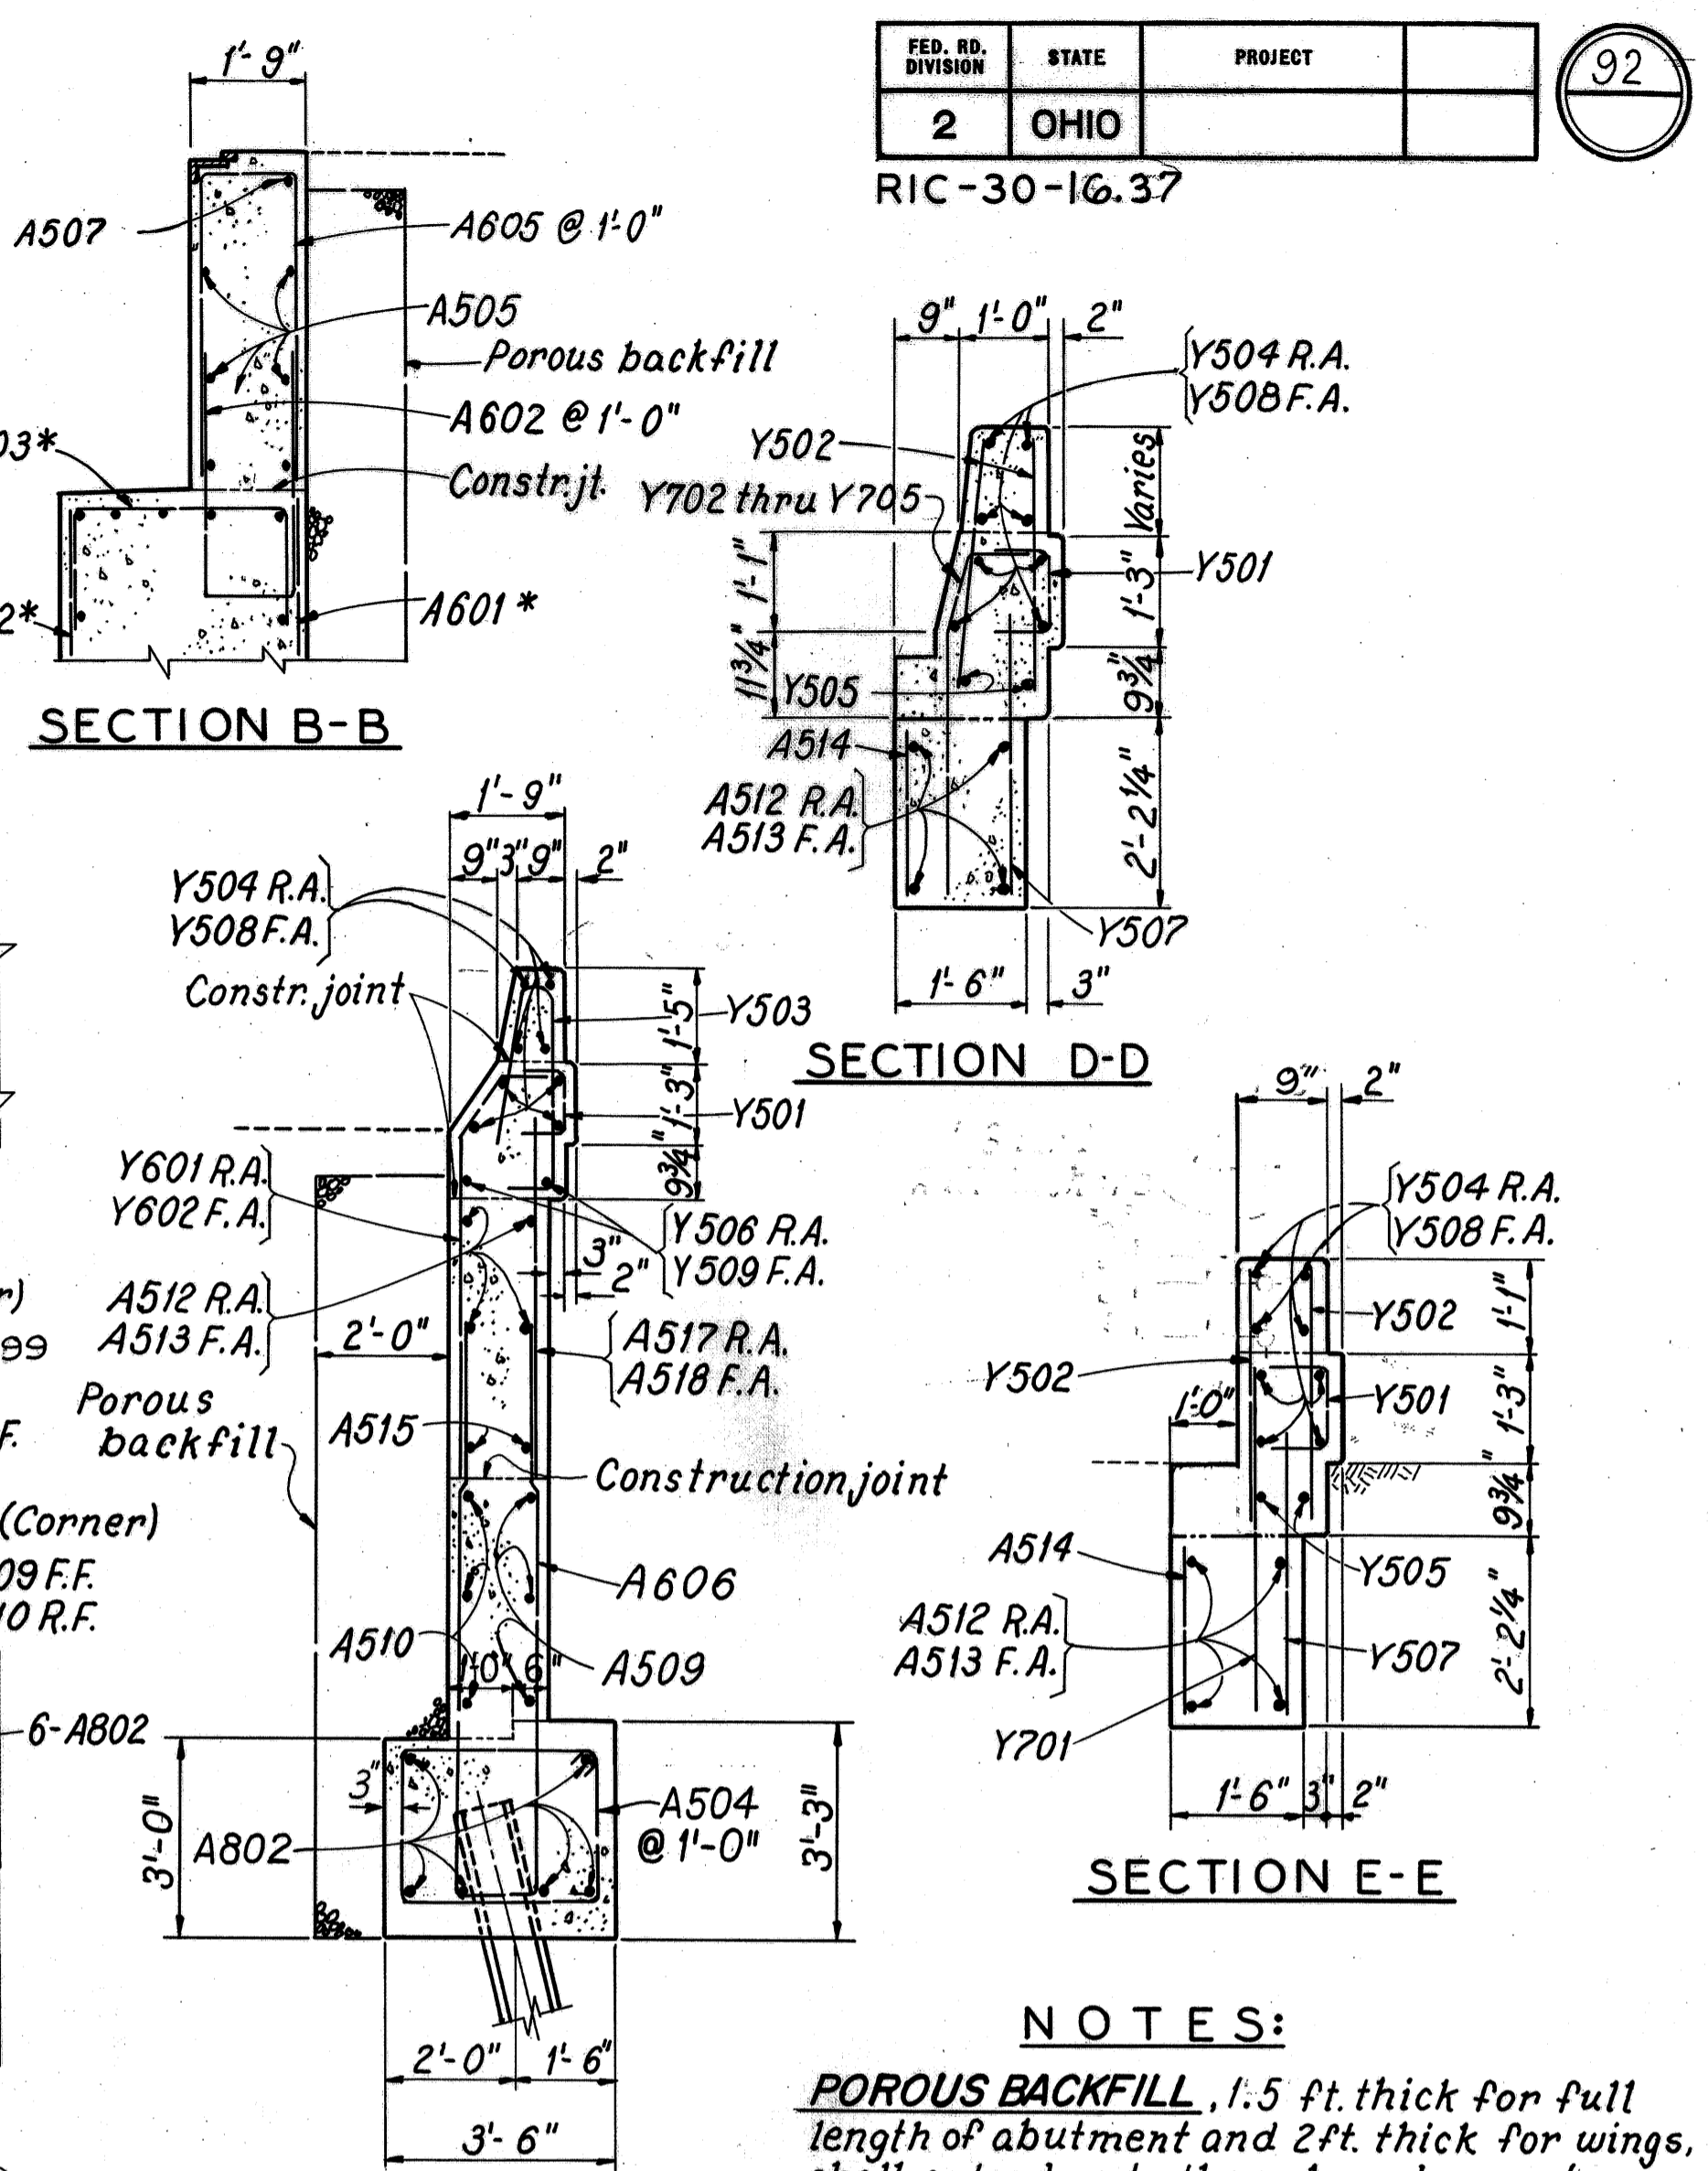 FED. RD. DIVISION STATE PROJECT
2 OHIO
92
RIC-30-16.37
1'-9"
A507
A605 @ 1'-0"
A505
Porous backfill
A602 @ 1'-0"
03*
Constr. jt.
2*
A601 *
SECTION B-B
9" 1'-0" 2"
Y504 R.A.
Y508 F.A.
Y502
Varies
Y702 thru Y705
1'-1"
1'-3"
Y501
11 3/4"
9 3/4"
Y505
A514
A512 R.A.
A513 F.A.
2'-2 1/4"
Y507
1'-6" 3"
SECTION D-D
1'-9"
9" 3" 9" 2"
Y504 R.A.
Y508 F.A.
Constr. joint
1'-5"
Y503
1'-3"
Y501
9 3/4"
Y601 R.A.
Y602 F.A.
Y506 R.A.
Y509 F.A.
3"
2"
A512 R.A.
A513 F.A.
2'-0"
A517 R.A.
A518 F.A.
r)
99
Porous
backfill
F.
A515
Construction joint
(Corner)
09 F.F.
10 R.F.
A606
A510
1'-0" 6"
A509
6-A802
3"
3'-0"
A802
A504
@ 1'-0"
3'-3"
2'-0" 1'-6"
3'-6"
9" 2"
Y504 R.A.
Y508 F.A.
Y502
1'-1"
Y502
1'-0"
Y501
1'-3"
9 3/4"
A514
Y505
A512 R.A.
A513 F.A.
Y507
2'-2 1/4"
Y701
1'-6" 3" 2"
SECTION E-E
NOTES:
POROUS BACKFILL, 1.5 ft. thick for full
length of abutment and 2ft. thick for wings,